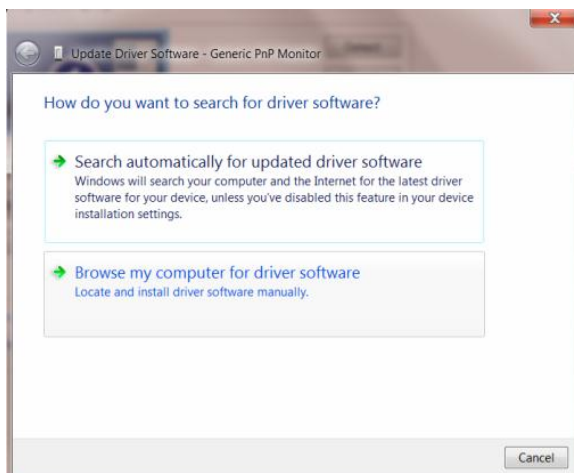 Update Driver Software - Generic PnP Monitor
How do you want to search for driver software?
Search automatically for updated driver software
Windows will search your computer and the Internet for the latest driver
software for your device, unless you've disabled this feature in your device
installation settings.
Browse my computer for driver software
Locate and install driver software manually.
Cancel